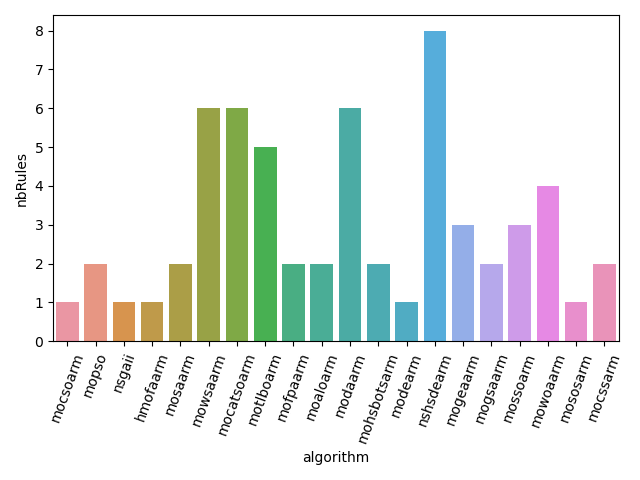 nbRules
8
7
6
5
4
3
2
1
0
mocsoarm
mopso
nsgaii
hmofaarm
mosaarm
mowsaarm
mocatsoarm
motlboarm
mofpaarm
moaloarm
modaarm
mohsbotsarm
modearm
nshsdearm
mogeaarm
mogsaarm
mossoarm
mowoaarm
mososarm
mocssarm
algorithm